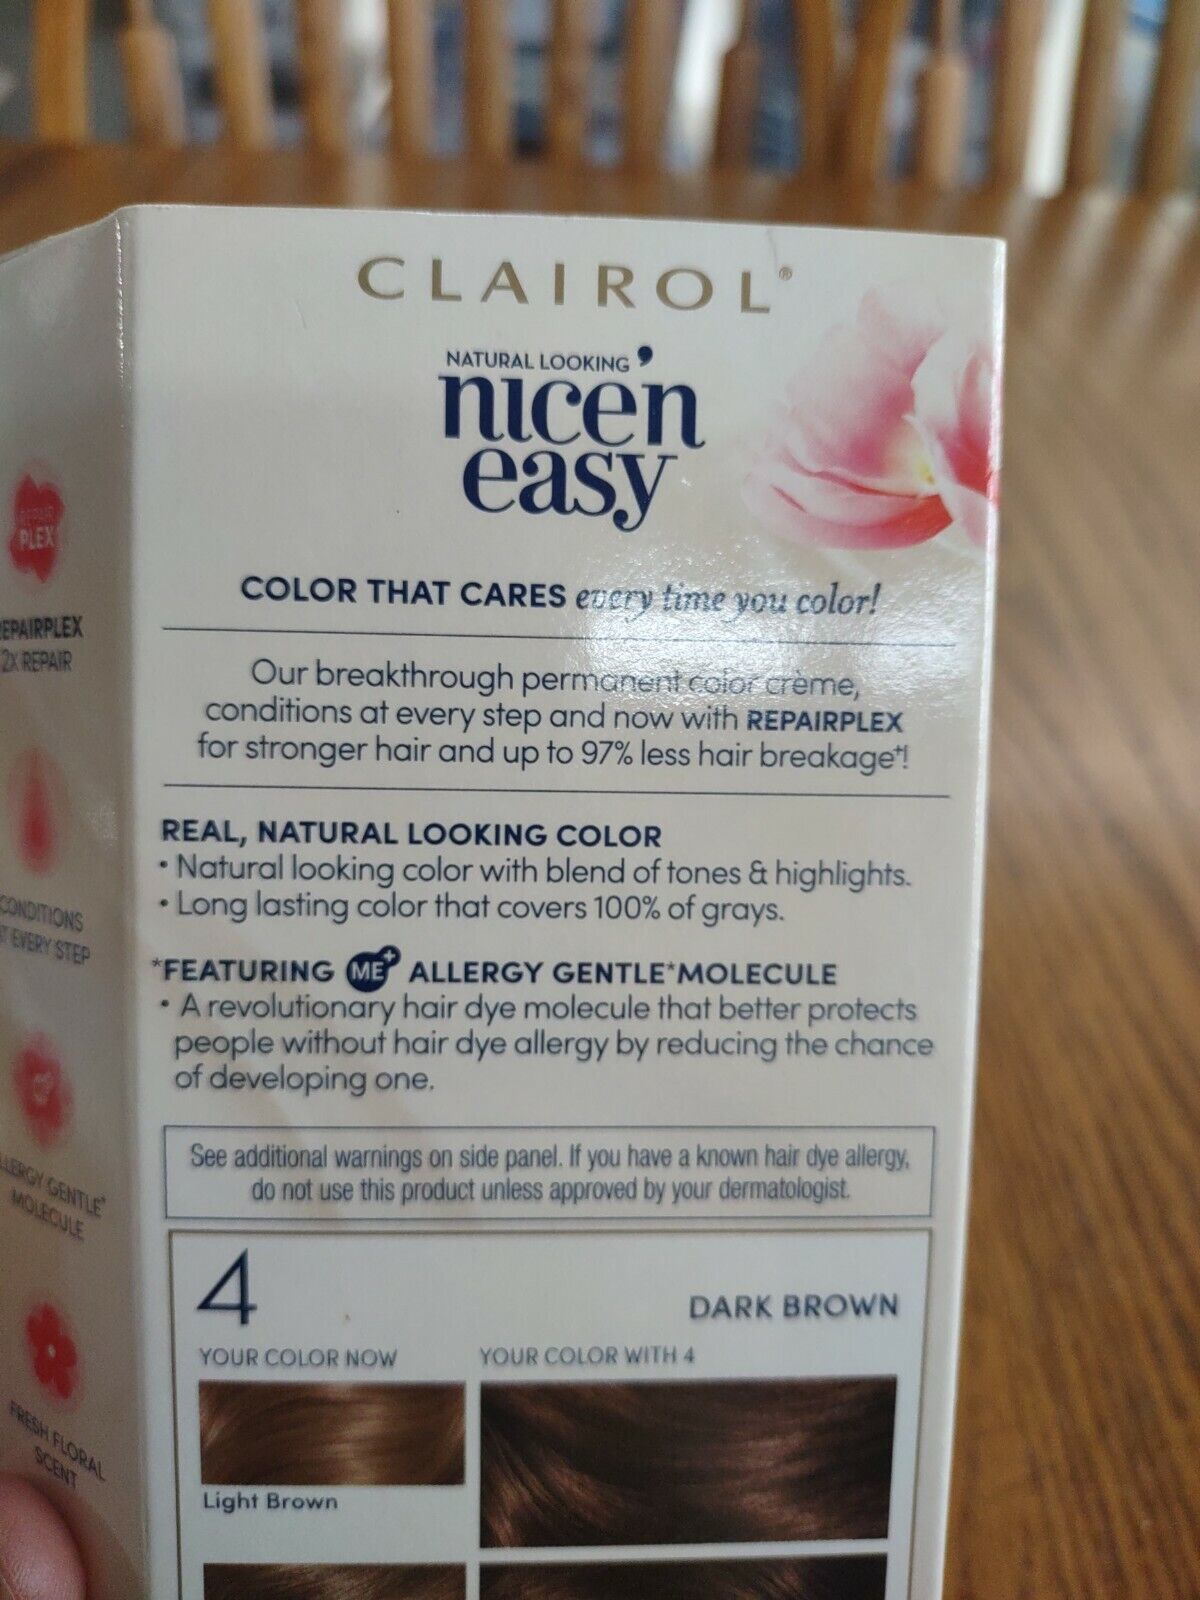 CLAIROL®
NATURAL LOOKING
nice'n
easy
COLOR THAT CARES every time you color!
Our breakthrough permanent color crème,
conditions at every step and now with REPAIRPLEX
for stronger hair and up to 97% less hair breakage*†!
REAL, NATURAL LOOKING COLOR
• Natural looking color with blend of tones & highlights.
• Long lasting color that covers 100% of grays.
*FEATURING ME+ ALLERGY GENTLE*MOLECULE
• A revolutionary hair dye molecule that better protects
people without hair dye allergy by reducing the chance
of developing one.
See additional warnings on side panel. If you have a known hair dye allergy,
do not use this product unless approved by your dermatologist.
4
DARK BROWN
YOUR COLOR NOW
YOUR COLOR WITH 4
Light Brown
REPAIR
PLEX
EPAIRPLEX
2X REPAIR
CONDITIONS
EVERY STEP
LLERGY GENTLE*
MOLECULE
FRESH FLORAL
SCENT